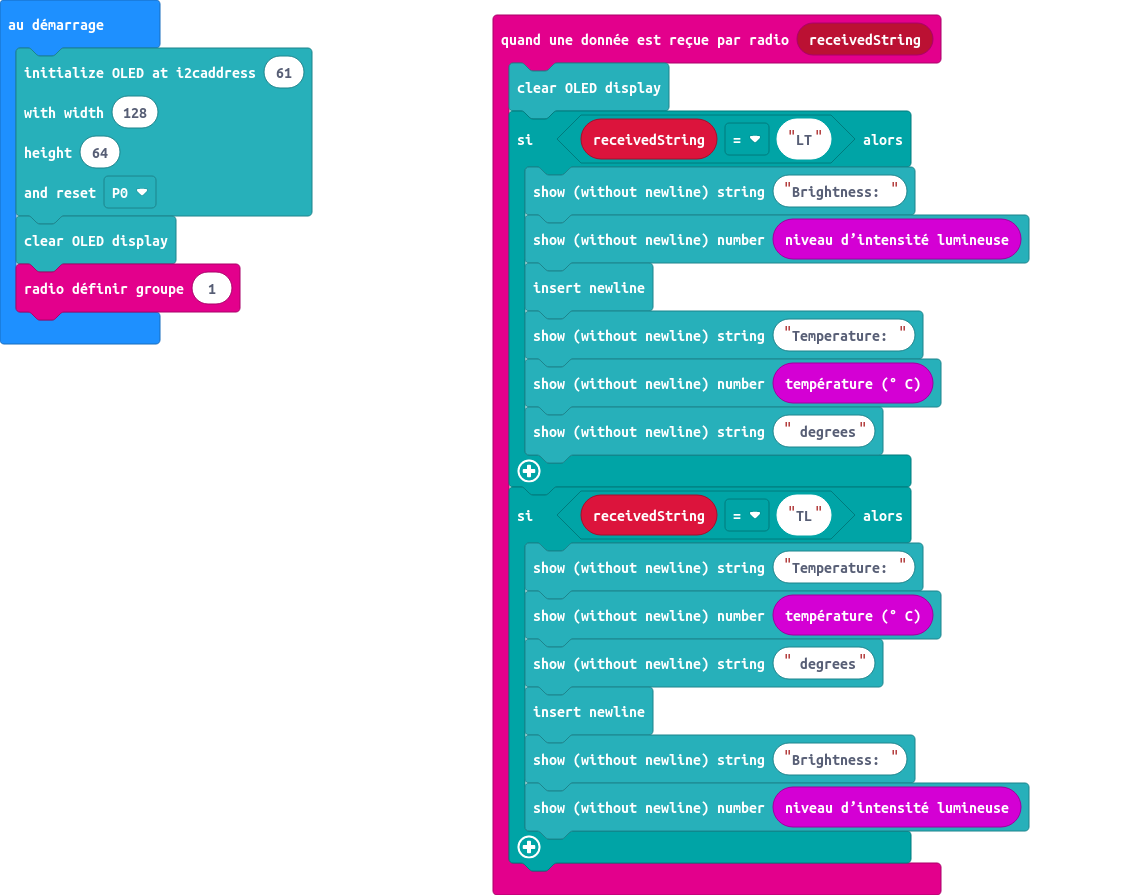 au démarrage
initialize OLED at i2caddress 61
with width 128
height 64
and reset P0
clear OLED display
radio définir groupe 1
quand une donnée est reçue par radio receivedString
clear OLED display
si receivedString = "LT" alors
show (without newline) string "Brightness: "
show (without newline) number niveau d’intensité lumineuse
insert newline
show (without newline) string "Temperature: "
show (without newline) number température (° C)
show (without newline) string " degrees"
si receivedString = "TL" alors
show (without newline) string "Temperature: "
show (without newline) number température (° C)
show (without newline) string " degrees"
insert newline
show (without newline) string "Brightness: "
show (without newline) number niveau d’intensité lumineuse